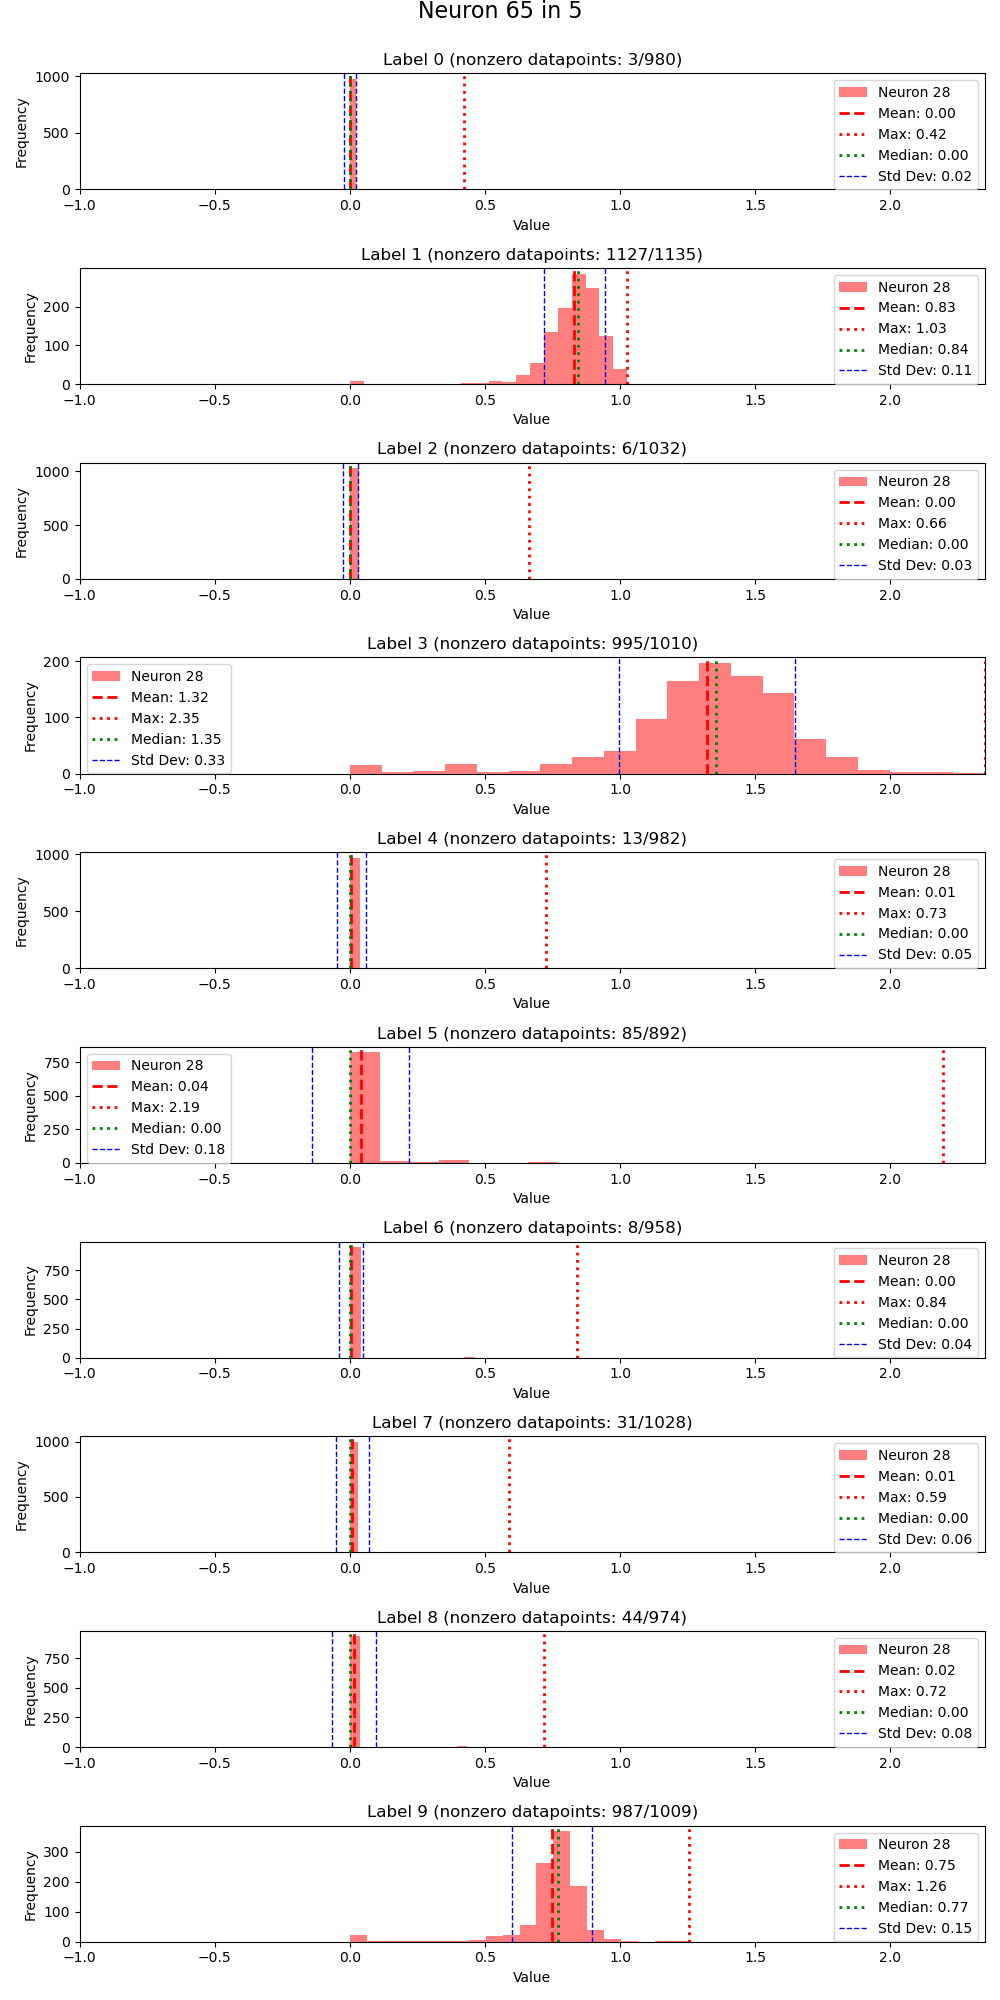 Neuron 65 in 5
Label 0 (nonzero datapoints: 3/980)
Frequency
1000
500
0
Neuron 28
Mean: 0.00
Max: 0.42
Median: 0.00
Std Dev: 0.02
−1.0 −0.5 0.0 0.5 1.0 1.5 2.0
Value
Label 1 (nonzero datapoints: 1127/1135)
Frequency
200
100
0
Neuron 28
Mean: 0.83
Max: 1.03
Median: 0.84
Std Dev: 0.11
−1.0 −0.5 0.0 0.5 1.0 1.5 2.0
Value
Label 2 (nonzero datapoints: 6/1032)
Frequency
1000
500
0
Neuron 28
Mean: 0.00
Max: 0.66
Median: 0.00
Std Dev: 0.03
−1.0 −0.5 0.0 0.5 1.0 1.5 2.0
Value
Label 3 (nonzero datapoints: 995/1010)
Frequency
200
100
0
Neuron 28
Mean: 1.32
Max: 2.35
Median: 1.35
Std Dev: 0.33
−1.0 −0.5 0.0 0.5 1.0 1.5 2.0
Value
Label 4 (nonzero datapoints: 13/982)
Frequency
1000
500
0
Neuron 28
Mean: 0.01
Max: 0.73
Median: 0.00
Std Dev: 0.05
−1.0 −0.5 0.0 0.5 1.0 1.5 2.0
Value
Label 5 (nonzero datapoints: 85/892)
Frequency
750
500
250
0
Neuron 28
Mean: 0.04
Max: 2.19
Median: 0.00
Std Dev: 0.18
−1.0 −0.5 0.0 0.5 1.0 1.5 2.0
Value
Label 6 (nonzero datapoints: 8/958)
Frequency
750
500
250
0
Neuron 28
Mean: 0.00
Max: 0.84
Median: 0.00
Std Dev: 0.04
−1.0 −0.5 0.0 0.5 1.0 1.5 2.0
Value
Label 7 (nonzero datapoints: 31/1028)
Frequency
1000
500
0
Neuron 28
Mean: 0.01
Max: 0.59
Median: 0.00
Std Dev: 0.06
−1.0 −0.5 0.0 0.5 1.0 1.5 2.0
Value
Label 8 (nonzero datapoints: 44/974)
Frequency
750
500
250
0
Neuron 28
Mean: 0.02
Max: 0.72
Median: 0.00
Std Dev: 0.08
−1.0 −0.5 0.0 0.5 1.0 1.5 2.0
Value
Label 9 (nonzero datapoints: 987/1009)
Frequency
300
200
100
0
Neuron 28
Mean: 0.75
Max: 1.26
Median: 0.77
Std Dev: 0.15
−1.0 −0.5 0.0 0.5 1.0 1.5 2.0
Value